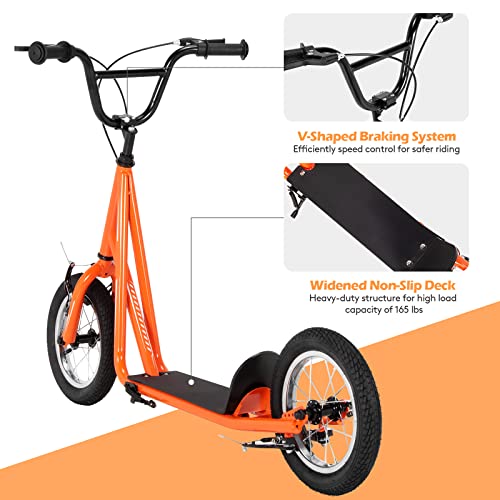 V-Shaped Braking System
Efficiently speed control for safer riding
Widened Non-Slip Deck
Heavy-duty structure for high load
capacity of 165 lbs